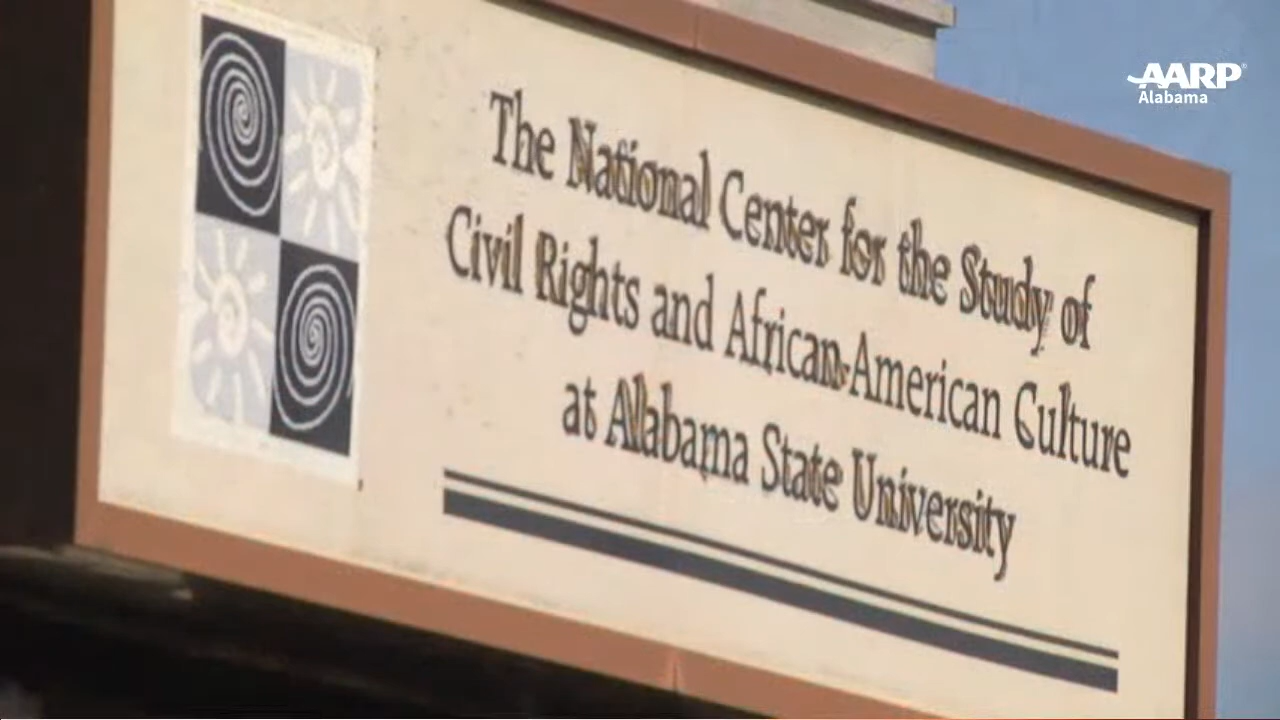 AARP
Alabama
The National Center for the Study of
Civil Rights and African-American Culture
at Alabama State University